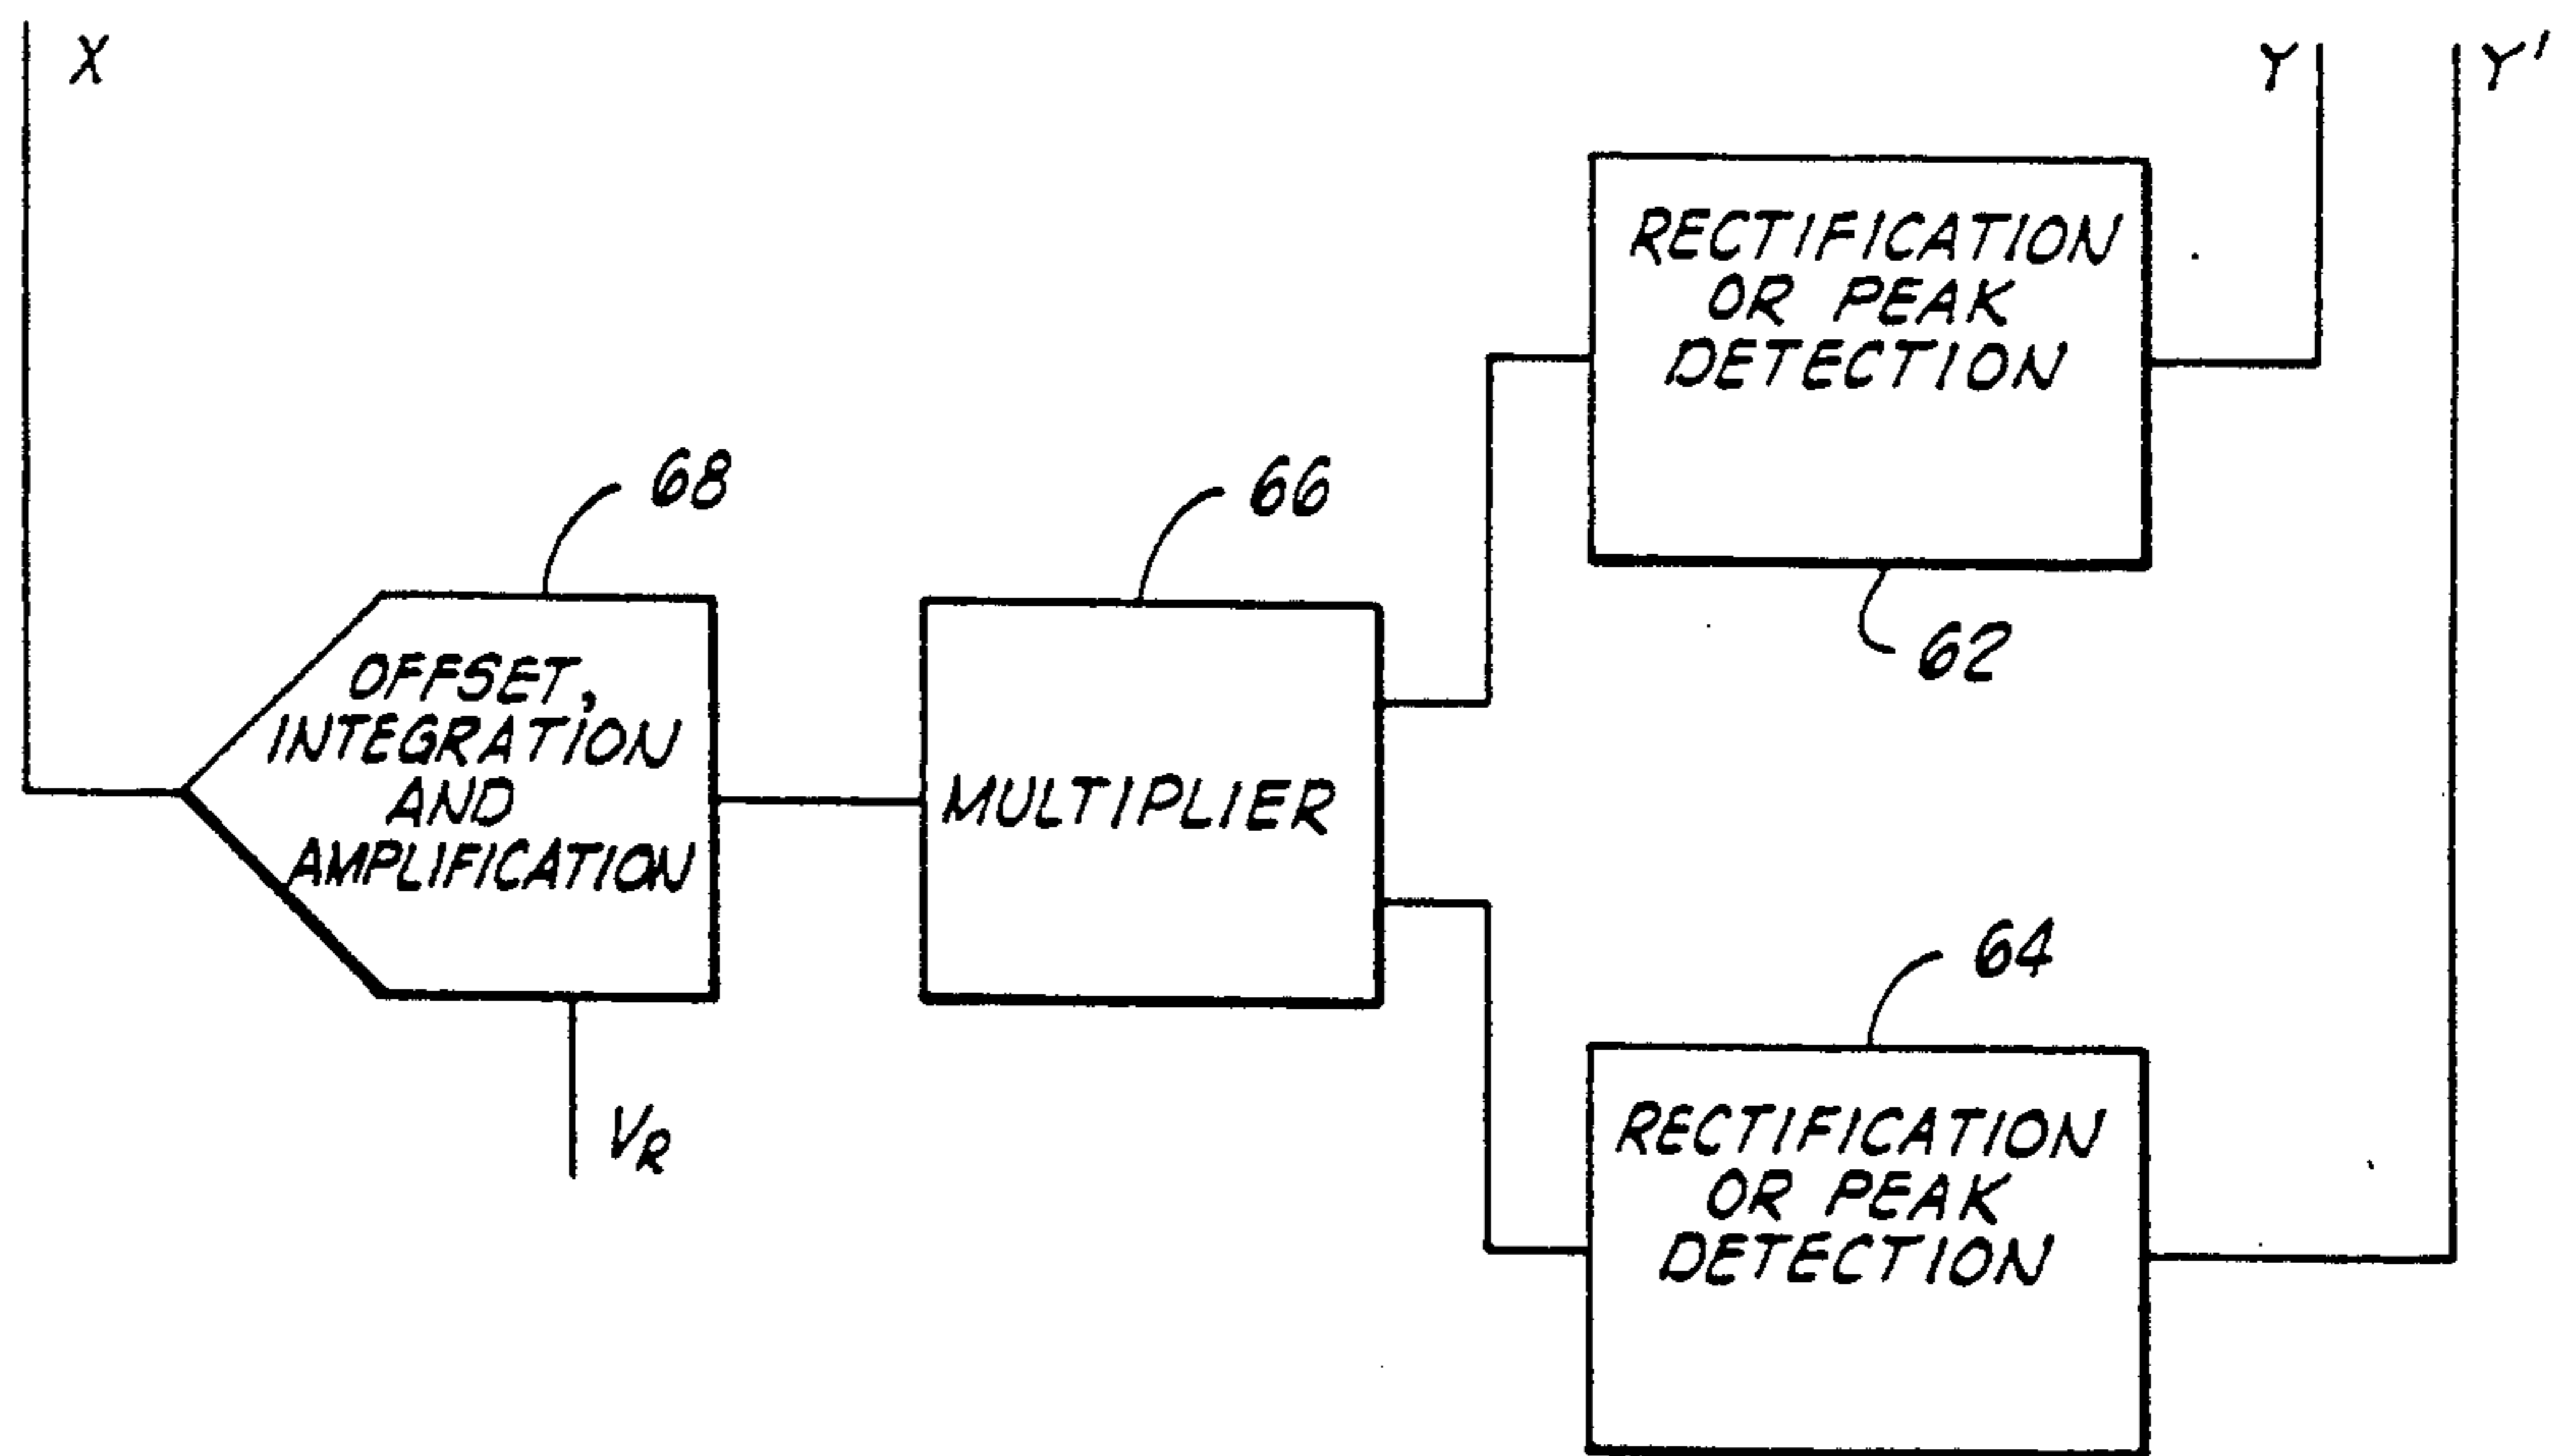 X
Y
Y'
RECTIFICATION
OR PEAK
DETECTION
62
68
OFFSET,
INTEGRATION
AND
AMPLIFICATION
VR
66
MULTIPLIER
64
RECTIFICATION
OR PEAK
DETECTION